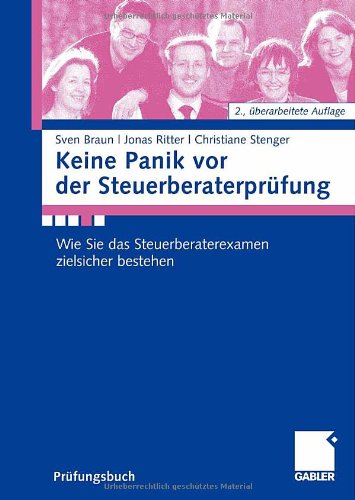 Urheberrechtlich geschütztes Material
2., überarbeitete Auflage
Sven Braun | Jonas Ritter | Christiane Stenger
Keine Panik vor
der Steuerberaterprüfung
Wie Sie das Steuerberaterexamen
zielsicher bestehen
Prüfungsbuch
GABLER
Urheberrechtlich geschütztes Material